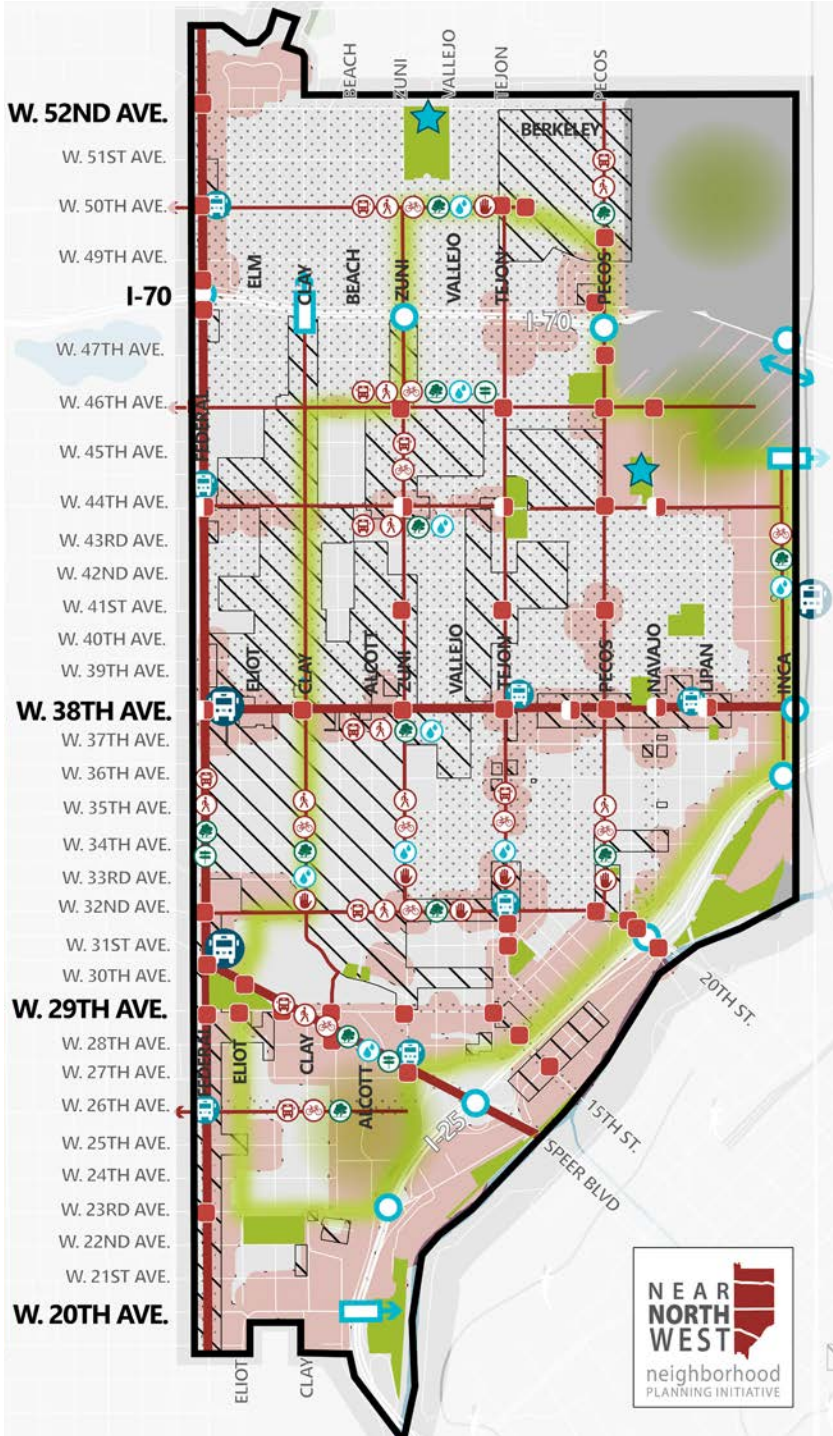 BEACH
ZUNI
VALLEJO
TEJON
PECOS
W. 52ND AVE.
BERKELEY
W. 51ST AVE.
W. 50TH AVE.
W. 49TH AVE.
ELM
CLAY
BEACH
ZUNI
VALLEJO
TEJON
PECOS
I-70
I-70
W. 47TH AVE.
W. 46TH AVE.
FEDERAL
W. 45TH AVE.
W. 44TH AVE.
W. 43RD AVE.
W. 42ND AVE.
W. 41ST AVE.
W. 40TH AVE.
W. 39TH AVE.
ELIOT
CLAY
ALCOTT
ZUNI
VALLEJO
TEJON
PECOS
NAVAJO
LIPAN
INCA
W. 38TH AVE.
W. 37TH AVE.
W. 36TH AVE.
W. 35TH AVE.
W. 34TH AVE.
W. 33RD AVE.
W. 32ND AVE.
W. 31ST AVE.
W. 30TH AVE.
20TH ST.
W. 29TH AVE.
W. 28TH AVE.
W. 27TH AVE.
FEDERAL
ELIOT
CLAY
ALCOTT
W. 26TH AVE.
I-25
15TH ST.
W. 25TH AVE.
SPEER BLVD
W. 24TH AVE.
W. 23RD AVE.
W. 22ND AVE.
W. 21ST AVE.
W. 20TH AVE.
ELIOT
CLAY
NEAR
NORTH
WEST
neighborhood
PLANNING INITIATIVE